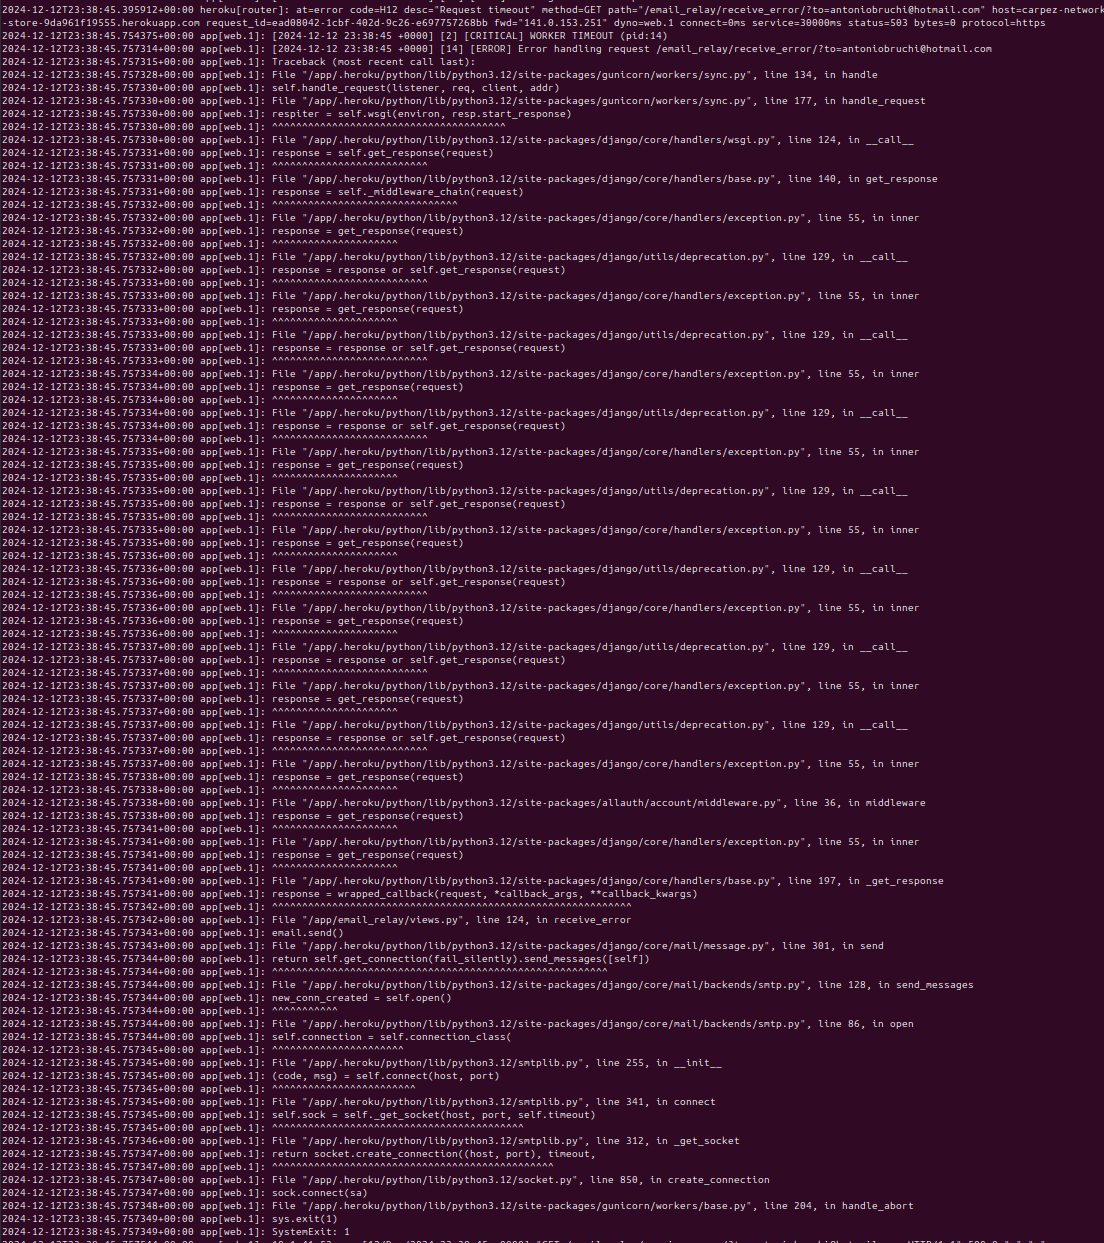 2024-12-12T23:38:45.395912+00:00 heroku[router]: at=error code=H12 desc="Request timeout" method=GET path="/email_relay/receive_error/?to=antoniobruchi@hotmail.com" host=carpez-network
-store-9da961f19555.herokuapp.com request_id=ead08042-1cbf-402d-9c26-e697757268bb fwd="141.0.153.251" dyno=web.1 connect=0ms service=30000ms status=503 bytes=0 protocol=https
2024-12-12T23:38:45.754375+00:00 app[web.1]: [2024-12-12 23:38:45 +0000] [2] [CRITICAL] WORKER TIMEOUT (pid:14)
2024-12-12T23:38:45.757314+00:00 app[web.1]: [2024-12-12 23:38:45 +0000] [14] [ERROR] Error handling request /email_relay/receive_error/?to=antoniobruchi@hotmail.com
2024-12-12T23:38:45.757315+00:00 app[web.1]: Traceback (most recent call last):
2024-12-12T23:38:45.757328+00:00 app[web.1]: File "/app/.heroku/python/lib/python3.12/site-packages/gunicorn/workers/sync.py", line 134, in handle
2024-12-12T23:38:45.757330+00:00 app[web.1]: self.handle_request(listener, req, client, addr)
2024-12-12T23:38:45.757330+00:00 app[web.1]: File "/app/.heroku/python/lib/python3.12/site-packages/gunicorn/workers/sync.py", line 177, in handle_request
2024-12-12T23:38:45.757330+00:00 app[web.1]: respiter = self.wsgi(environ, resp.start_response)
2024-12-12T23:38:45.757330+00:00 app[web.1]: ^^^^^^^^^^^^^^^^^^^^^^^^^^^^^^^^^^^^^^^
2024-12-12T23:38:45.757330+00:00 app[web.1]: File "/app/.heroku/python/lib/python3.12/site-packages/django/core/handlers/wsgi.py", line 124, in __call__
2024-12-12T23:38:45.757331+00:00 app[web.1]: response = self.get_response(request)
2024-12-12T23:38:45.757331+00:00 app[web.1]: ^^^^^^^^^^^^^^^^^^^^^^^^^^
2024-12-12T23:38:45.757331+00:00 app[web.1]: File "/app/.heroku/python/lib/python3.12/site-packages/django/core/handlers/base.py", line 140, in get_response
2024-12-12T23:38:45.757331+00:00 app[web.1]: response = self._middleware_chain(request)
2024-12-12T23:38:45.757332+00:00 app[web.1]: ^^^^^^^^^^^^^^^^^^^^^^^^^^^^^^^
2024-12-12T23:38:45.757332+00:00 app[web.1]: File "/app/.heroku/python/lib/python3.12/site-packages/django/core/handlers/exception.py", line 55, in inner
2024-12-12T23:38:45.757332+00:00 app[web.1]: response = get_response(request)
2024-12-12T23:38:45.757332+00:00 app[web.1]: ^^^^^^^^^^^^^^^^^^^^^
2024-12-12T23:38:45.757332+00:00 app[web.1]: File "/app/.heroku/python/lib/python3.12/site-packages/django/utils/deprecation.py", line 129, in __call__
2024-12-12T23:38:45.757332+00:00 app[web.1]: response = response or self.get_response(request)
2024-12-12T23:38:45.757333+00:00 app[web.1]: ^^^^^^^^^^^^^^^^^^^^^^^^^^
2024-12-12T23:38:45.757333+00:00 app[web.1]: File "/app/.heroku/python/lib/python3.12/site-packages/django/core/handlers/exception.py", line 55, in inner
2024-12-12T23:38:45.757333+00:00 app[web.1]: response = get_response(request)
2024-12-12T23:38:45.757333+00:00 app[web.1]: ^^^^^^^^^^^^^^^^^^^^^
2024-12-12T23:38:45.757333+00:00 app[web.1]: File "/app/.heroku/python/lib/python3.12/site-packages/django/utils/deprecation.py", line 129, in __call__
2024-12-12T23:38:45.757333+00:00 app[web.1]: response = response or self.get_response(request)
2024-12-12T23:38:45.757333+00:00 app[web.1]: ^^^^^^^^^^^^^^^^^^^^^^^^^^
2024-12-12T23:38:45.757334+00:00 app[web.1]: File "/app/.heroku/python/lib/python3.12/site-packages/django/core/handlers/exception.py", line 55, in inner
2024-12-12T23:38:45.757334+00:00 app[web.1]: response = get_response(request)
2024-12-12T23:38:45.757334+00:00 app[web.1]: ^^^^^^^^^^^^^^^^^^^^^
2024-12-12T23:38:45.757334+00:00 app[web.1]: File "/app/.heroku/python/lib/python3.12/site-packages/django/utils/deprecation.py", line 129, in __call__
2024-12-12T23:38:45.757334+00:00 app[web.1]: response = response or self.get_response(request)
2024-12-12T23:38:45.757334+00:00 app[web.1]: ^^^^^^^^^^^^^^^^^^^^^^^^^^
2024-12-12T23:38:45.757335+00:00 app[web.1]: File "/app/.heroku/python/lib/python3.12/site-packages/django/core/handlers/exception.py", line 55, in inner
2024-12-12T23:38:45.757335+00:00 app[web.1]: response = get_response(request)
2024-12-12T23:38:45.757335+00:00 app[web.1]: ^^^^^^^^^^^^^^^^^^^^^
2024-12-12T23:38:45.757335+00:00 app[web.1]: File "/app/.heroku/python/lib/python3.12/site-packages/django/utils/deprecation.py", line 129, in __call__
2024-12-12T23:38:45.757335+00:00 app[web.1]: response = response or self.get_response(request)
2024-12-12T23:38:45.757335+00:00 app[web.1]: ^^^^^^^^^^^^^^^^^^^^^^^^^^
2024-12-12T23:38:45.757335+00:00 app[web.1]: File "/app/.heroku/python/lib/python3.12/site-packages/django/core/handlers/exception.py", line 55, in inner
2024-12-12T23:38:45.757335+00:00 app[web.1]: response = get_response(request)
2024-12-12T23:38:45.757336+00:00 app[web.1]: ^^^^^^^^^^^^^^^^^^^^^
2024-12-12T23:38:45.757336+00:00 app[web.1]: File "/app/.heroku/python/lib/python3.12/site-packages/django/utils/deprecation.py", line 129, in __call__
2024-12-12T23:38:45.757336+00:00 app[web.1]: response = response or self.get_response(request)
2024-12-12T23:38:45.757336+00:00 app[web.1]: ^^^^^^^^^^^^^^^^^^^^^^^^^^
2024-12-12T23:38:45.757336+00:00 app[web.1]: File "/app/.heroku/python/lib/python3.12/site-packages/django/core/handlers/exception.py", line 55, in inner
2024-12-12T23:38:45.757336+00:00 app[web.1]: response = get_response(request)
2024-12-12T23:38:45.757336+00:00 app[web.1]: ^^^^^^^^^^^^^^^^^^^^^
2024-12-12T23:38:45.757337+00:00 app[web.1]: File "/app/.heroku/python/lib/python3.12/site-packages/django/utils/deprecation.py", line 129, in __call__
2024-12-12T23:38:45.757337+00:00 app[web.1]: response = response or self.get_response(request)
2024-12-12T23:38:45.757337+00:00 app[web.1]: ^^^^^^^^^^^^^^^^^^^^^^^^^^
2024-12-12T23:38:45.757337+00:00 app[web.1]: File "/app/.heroku/python/lib/python3.12/site-packages/django/core/handlers/exception.py", line 55, in inner
2024-12-12T23:38:45.757337+00:00 app[web.1]: response = get_response(request)
2024-12-12T23:38:45.757337+00:00 app[web.1]: ^^^^^^^^^^^^^^^^^^^^^
2024-12-12T23:38:45.757337+00:00 app[web.1]: File "/app/.heroku/python/lib/python3.12/site-packages/django/utils/deprecation.py", line 129, in __call__
2024-12-12T23:38:45.757337+00:00 app[web.1]: response = response or self.get_response(request)
2024-12-12T23:38:45.757337+00:00 app[web.1]: ^^^^^^^^^^^^^^^^^^^^^^^^^^
2024-12-12T23:38:45.757337+00:00 app[web.1]: File "/app/.heroku/python/lib/python3.12/site-packages/django/core/handlers/exception.py", line 55, in inner
2024-12-12T23:38:45.757338+00:00 app[web.1]: response = get_response(request)
2024-12-12T23:38:45.757338+00:00 app[web.1]: ^^^^^^^^^^^^^^^^^^^^^
2024-12-12T23:38:45.757338+00:00 app[web.1]: File "/app/.heroku/python/lib/python3.12/site-packages/allauth/account/middleware.py", line 36, in middleware
2024-12-12T23:38:45.757338+00:00 app[web.1]: response = get_response(request)
2024-12-12T23:38:45.757341+00:00 app[web.1]: ^^^^^^^^^^^^^^^^^^^^^
2024-12-12T23:38:45.757341+00:00 app[web.1]: File "/app/.heroku/python/lib/python3.12/site-packages/django/core/handlers/exception.py", line 55, in inner
2024-12-12T23:38:45.757341+00:00 app[web.1]: response = get_response(request)
2024-12-12T23:38:45.757341+00:00 app[web.1]: ^^^^^^^^^^^^^^^^^^^^^
2024-12-12T23:38:45.757341+00:00 app[web.1]: File "/app/.heroku/python/lib/python3.12/site-packages/django/core/handlers/base.py", line 197, in _get_response
2024-12-12T23:38:45.757341+00:00 app[web.1]: response = wrapped_callback(request, *callback_args, **callback_kwargs)
2024-12-12T23:38:45.757342+00:00 app[web.1]: ^^^^^^^^^^^^^^^^^^^^^^^^^^^^^^^^^^^^^^^^^^^^^^^^^^^^^^^^^^^^
2024-12-12T23:38:45.757342+00:00 app[web.1]: File "/app/email_relay/views.py", line 124, in receive_error
2024-12-12T23:38:45.757342+00:00 app[web.1]: email.send()
2024-12-12T23:38:45.757343+00:00 app[web.1]: File "/app/.heroku/python/lib/python3.12/site-packages/django/core/mail/message.py", line 301, in send
2024-12-12T23:38:45.757344+00:00 app[web.1]: return self.get_connection(fail_silently).send_messages([self])
2024-12-12T23:38:45.757344+00:00 app[web.1]: ^^^^^^^^^^^^^^^^^^^^^^^^^^^^^^^^^^^^^^^^^^^^^^^^^^^^^^^^
2024-12-12T23:38:45.757344+00:00 app[web.1]: File "/app/.heroku/python/lib/python3.12/site-packages/django/core/mail/backends/smtp.py", line 128, in send_messages
2024-12-12T23:38:45.757344+00:00 app[web.1]: new_conn_created = self.open()
2024-12-12T23:38:45.757344+00:00 app[web.1]: ^^^^^^^^^^^
2024-12-12T23:38:45.757344+00:00 app[web.1]: File "/app/.heroku/python/lib/python3.12/site-packages/django/core/mail/backends/smtp.py", line 86, in open
2024-12-12T23:38:45.757344+00:00 app[web.1]: self.connection = self.connection_class(
2024-12-12T23:38:45.757345+00:00 app[web.1]: ^^^^^^^^^^^^^^^^^^^^^^
2024-12-12T23:38:45.757345+00:00 app[web.1]: File "/app/.heroku/python/lib/python3.12/smtplib.py", line 255, in __init__
2024-12-12T23:38:45.757345+00:00 app[web.1]: (code, msg) = self.connect(host, port)
2024-12-12T23:38:45.757345+00:00 app[web.1]: ^^^^^^^^^^^^^^^^^^^^^^^^
2024-12-12T23:38:45.757345+00:00 app[web.1]: File "/app/.heroku/python/lib/python3.12/smtplib.py", line 341, in connect
2024-12-12T23:38:45.757345+00:00 app[web.1]: self.sock = self._get_socket(host, port, self.timeout)
2024-12-12T23:38:45.757345+00:00 app[web.1]: ^^^^^^^^^^^^^^^^^^^^^^^^^^^^^^^^^^^^^^^^^^
2024-12-12T23:38:45.757346+00:00 app[web.1]: File "/app/.heroku/python/lib/python3.12/smtplib.py", line 312, in _get_socket
2024-12-12T23:38:45.757347+00:00 app[web.1]: return socket.create_connection((host, port), timeout,
2024-12-12T23:38:45.757347+00:00 app[web.1]: ^^^^^^^^^^^^^^^^^^^^^^^^^^^^^^^^^^^^^^^^^^^^^^^
2024-12-12T23:38:45.757347+00:00 app[web.1]: File "/app/.heroku/python/lib/python3.12/socket.py", line 850, in create_connection
2024-12-12T23:38:45.757347+00:00 app[web.1]: sock.connect(sa)
2024-12-12T23:38:45.757348+00:00 app[web.1]: File "/app/.heroku/python/lib/python3.12/site-packages/gunicorn/workers/base.py", line 204, in handle_abort
2024-12-12T23:38:45.757349+00:00 app[web.1]: sys.exit(1)
2024-12-12T23:38:45.757349+00:00 app[web.1]: SystemExit: 1